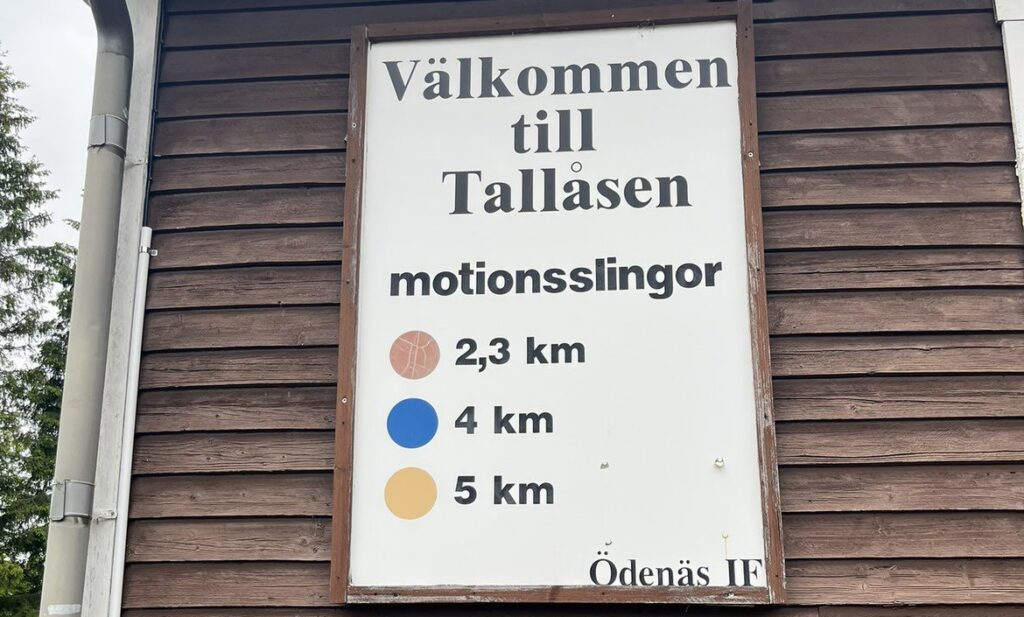 Välkommen
till
Tallåsen
motionsslingor
2,3 km
4 km
5 km
Ödenäs IF